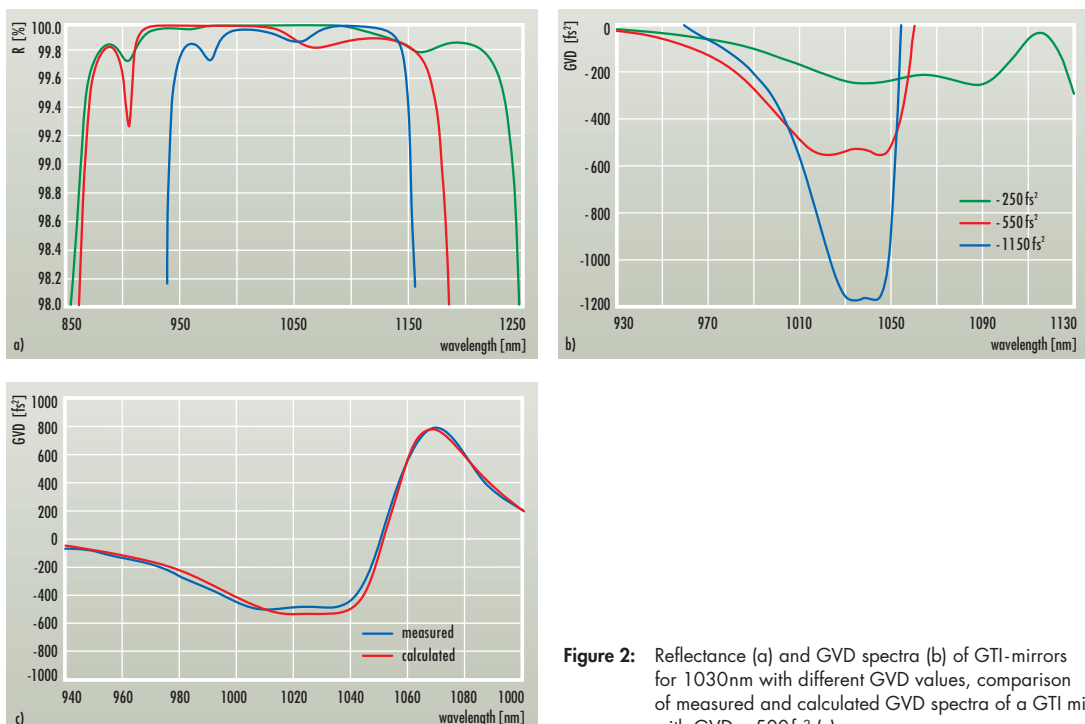 R [%]
100.0
99.8
99.6
99.4
99.2
99.0
98.8
98.6
98.4
98.2
98.0
850
950
1050
1150
1250
a)
wavelength [nm]
GVD [fs²]
0
-200
-400
-600
-800
-1000
-1200
- 250 fs²
- 550 fs²
- 1150 fs²
930
970
1010
1050
1090
1130
b)
wavelength [nm]
GVD [fs²]
1000
800
600
400
200
0
-200
-400
-600
-800
-1000
measured
calculated
940
960
980
1000
1020
1040
1060
1080
1000
c)
wavelength [nm]
Figure 2: Reflectance (a) and GVD spectra (b) of GTI-mirrors
for 1030nm with different GVD values, comparison
of measured and calculated GVD spectra of a GTI mi